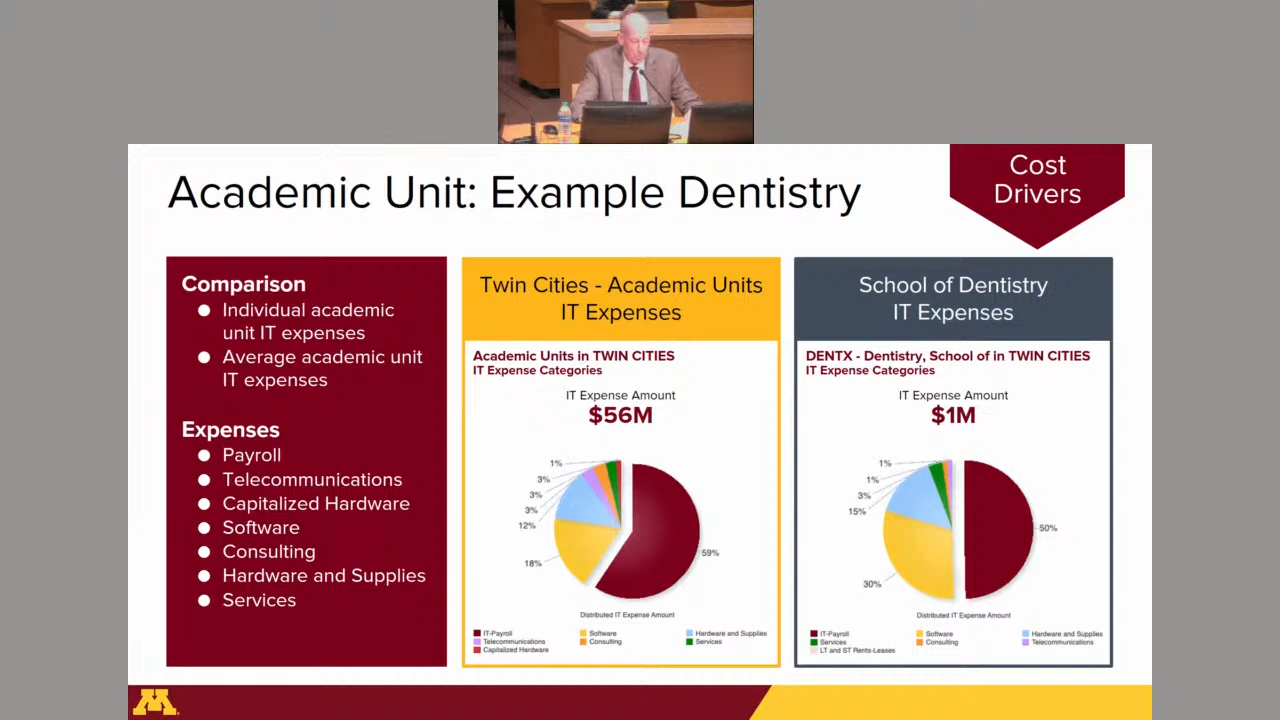 Cost
Drivers
Academic Unit: Example Dentistry
Comparison
Individual academic
unit IT expenses
Average academic unit
IT expenses
Expenses
Payroll
Telecommunications
Capitalized Hardware
Software
Consulting
Hardware and Supplies
Services
Twin Cities - Academic Units
IT Expenses
Academic Units in TWIN CITIES
IT Expense Categories
IT Expense Amount
$56M
1%
3%
3%
3%
12%
18%
59%
Distributed IT Expense Amount
IT-Payroll
Software
Hardware and Supplies
Telecommunications
Consulting
Services
Capitalized Hardware
School of Dentistry
IT Expenses
DENTX - Dentistry, School of in TWIN CITIES
IT Expense Categories
IT Expense Amount
$1M
1%
1%
3%
15%
30%
50%
Distributed IT Expense Amount
IT-Payroll
Software
Hardware and Supplies
Services
Consulting
Telecommunications
LT and ST Rents-Leases
M